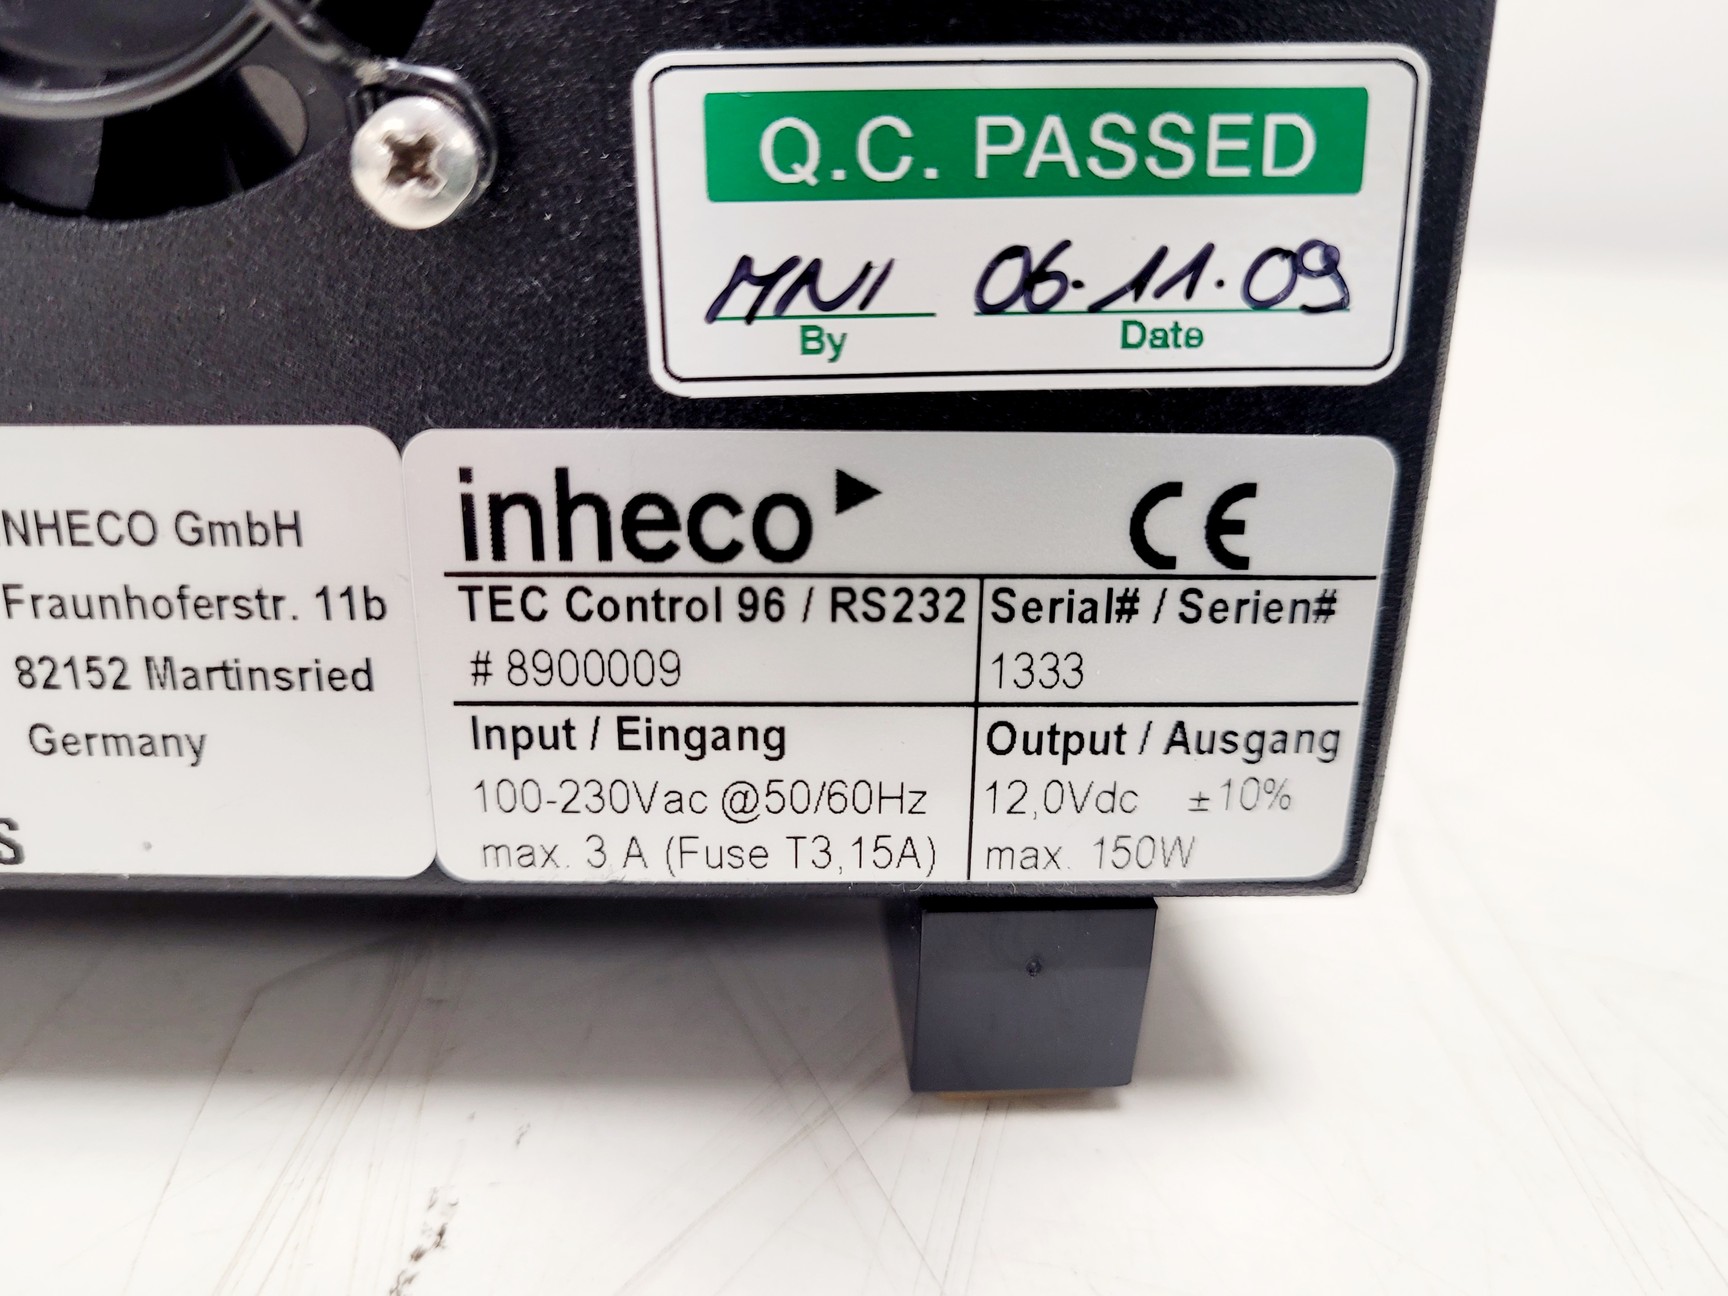 Q.C. PASSED
MNI 06.11.09
By Date
NHECO GmbH
Fraunhoferstr. 11b
82152 Martinsried
Germany
S
inheco CE
TEC Control 96 / RS232
# 8900009
Serial# / Serien#
1333
Input / Eingang
100-230Vac @50/60Hz
max. 3 A (Fuse T3,15A)
Output / Ausgang
12,0Vdc ±10%
max. 150W